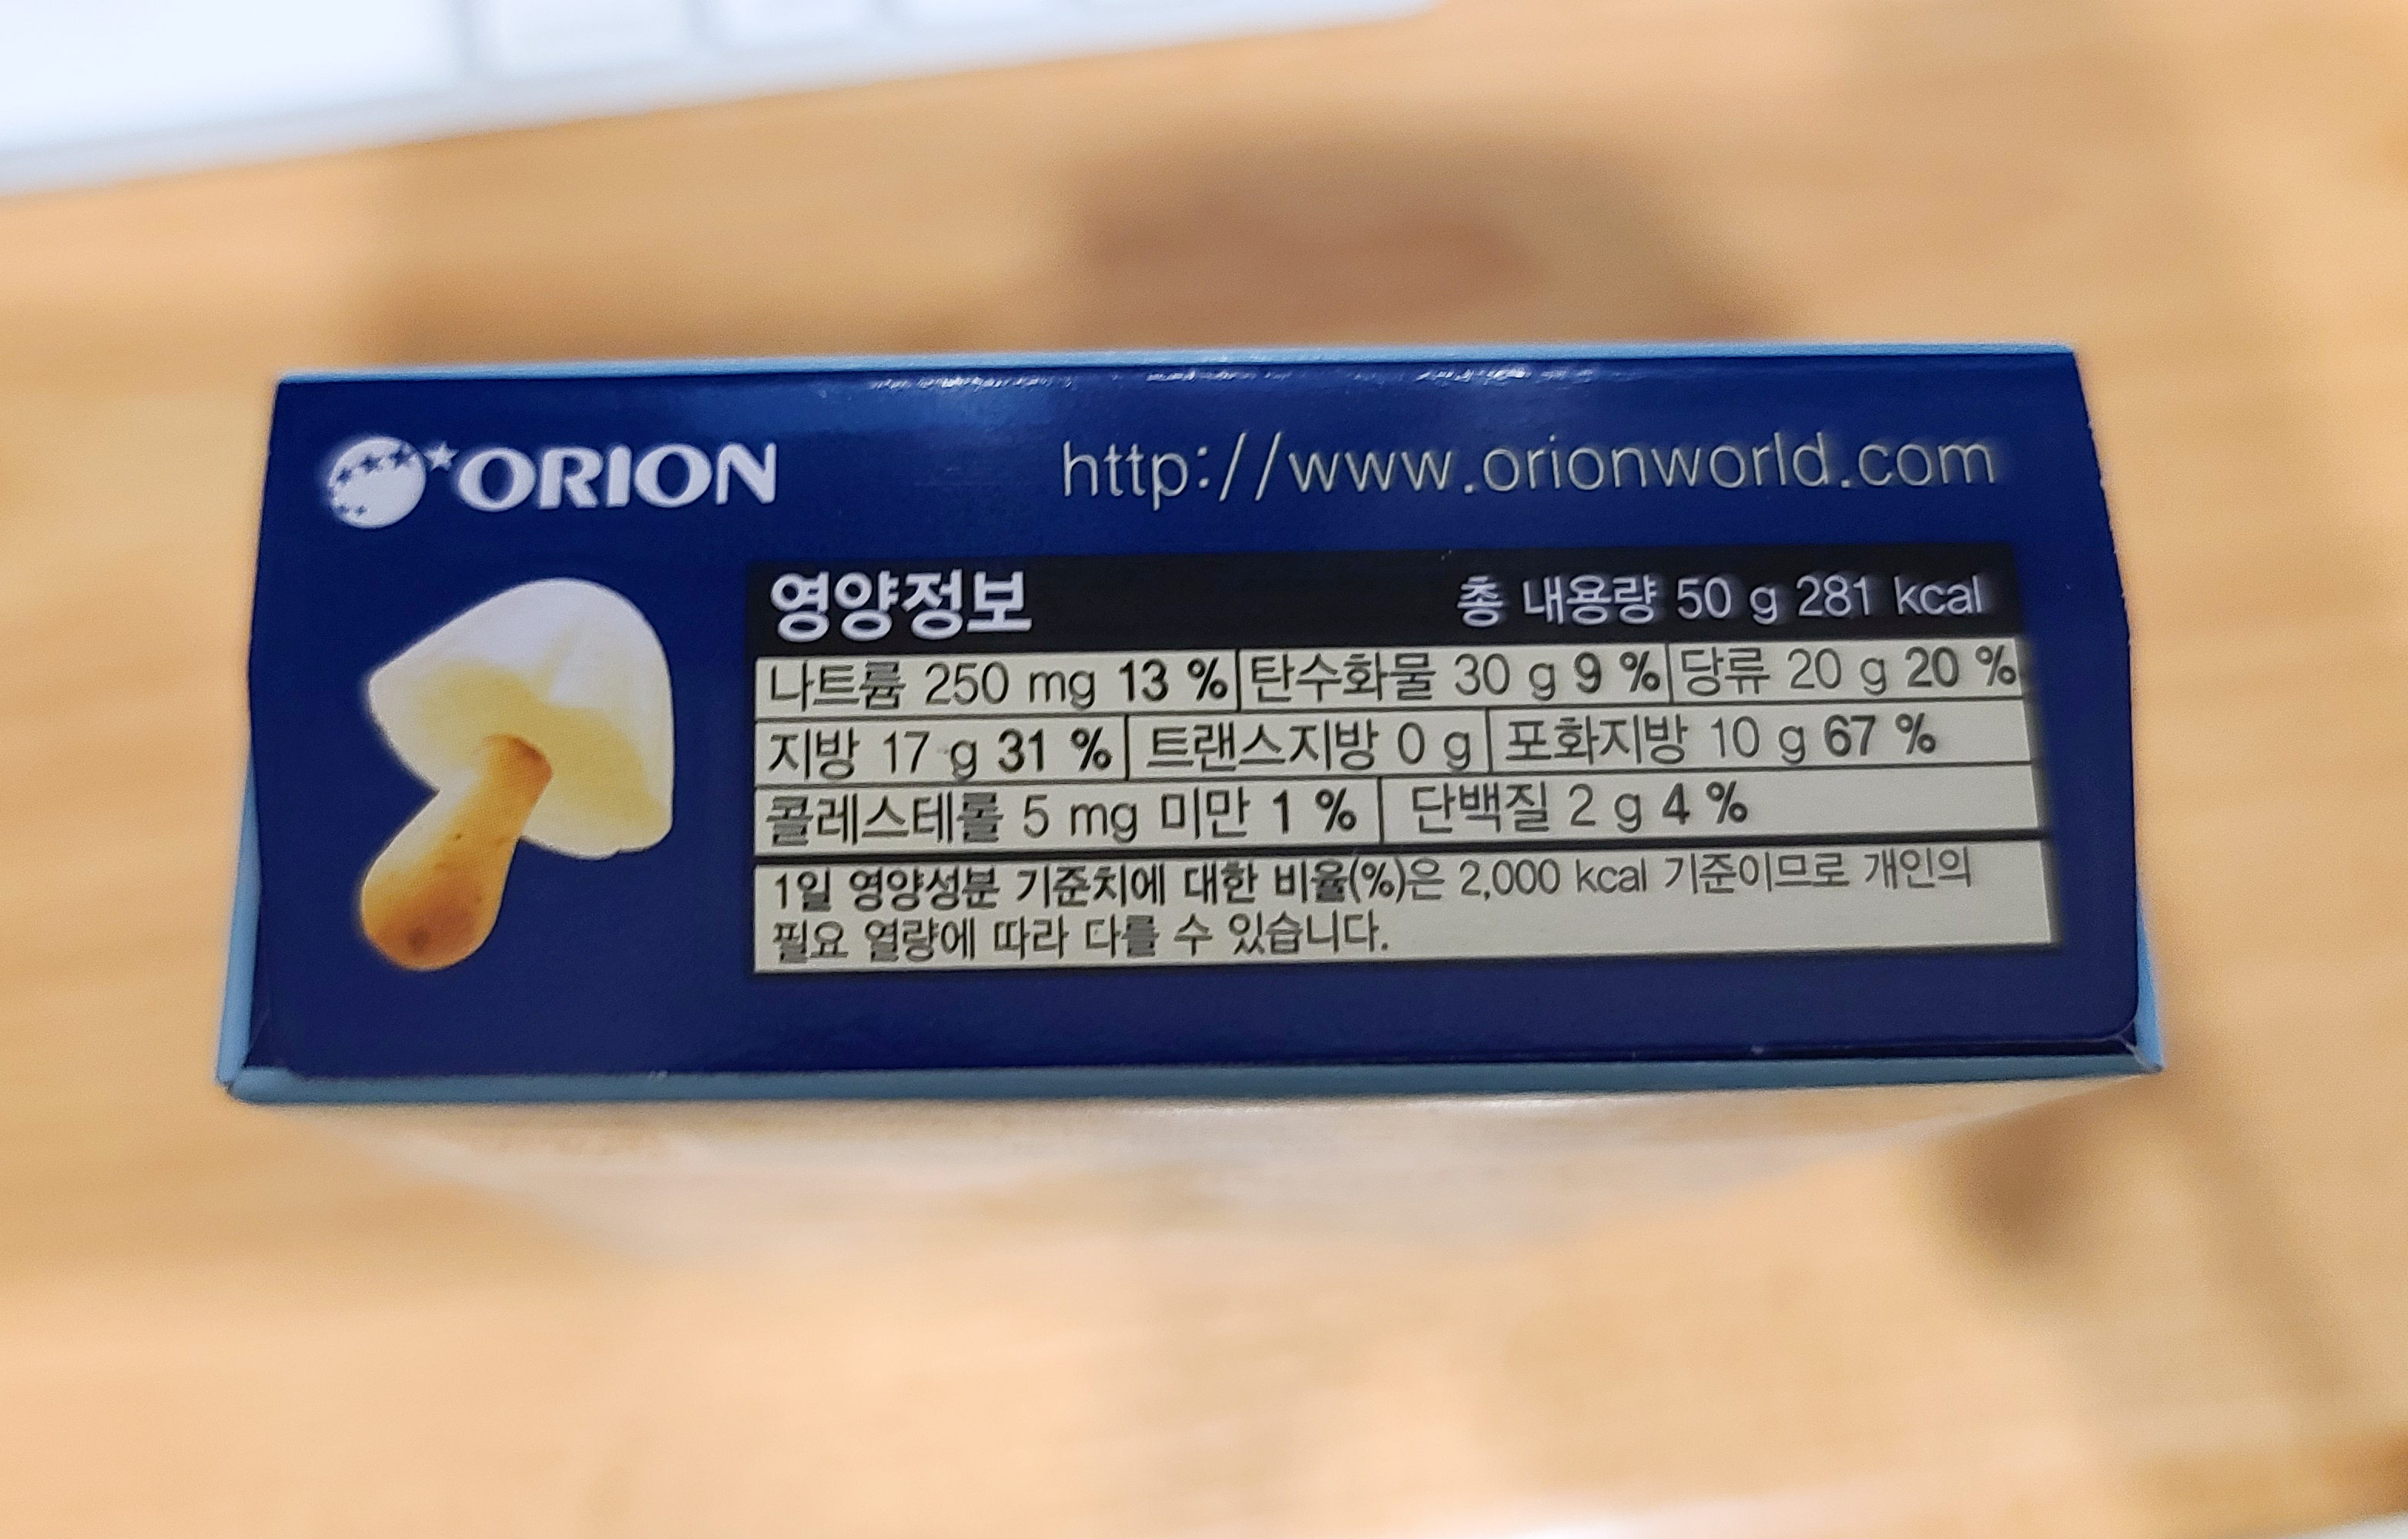 ORION
http://www.orionworld.com
영양정보 총 내용량 50 g 281 kcal
나트륨 250 mg 13 % 탄수화물 30 g 9 % 당류 20 g 20 %
지방 17 g 31 % 트랜스지방 0 g 포화지방 10 g 67 %
콜레스테롤 5 mg 미만 1 % 단백질 2 g 4 %
1일 영양성분 기준치에 대한 비율(%)은 2,000 kcal 기준이므로 개인의
필요 열량에 따라 다를 수 있습니다.